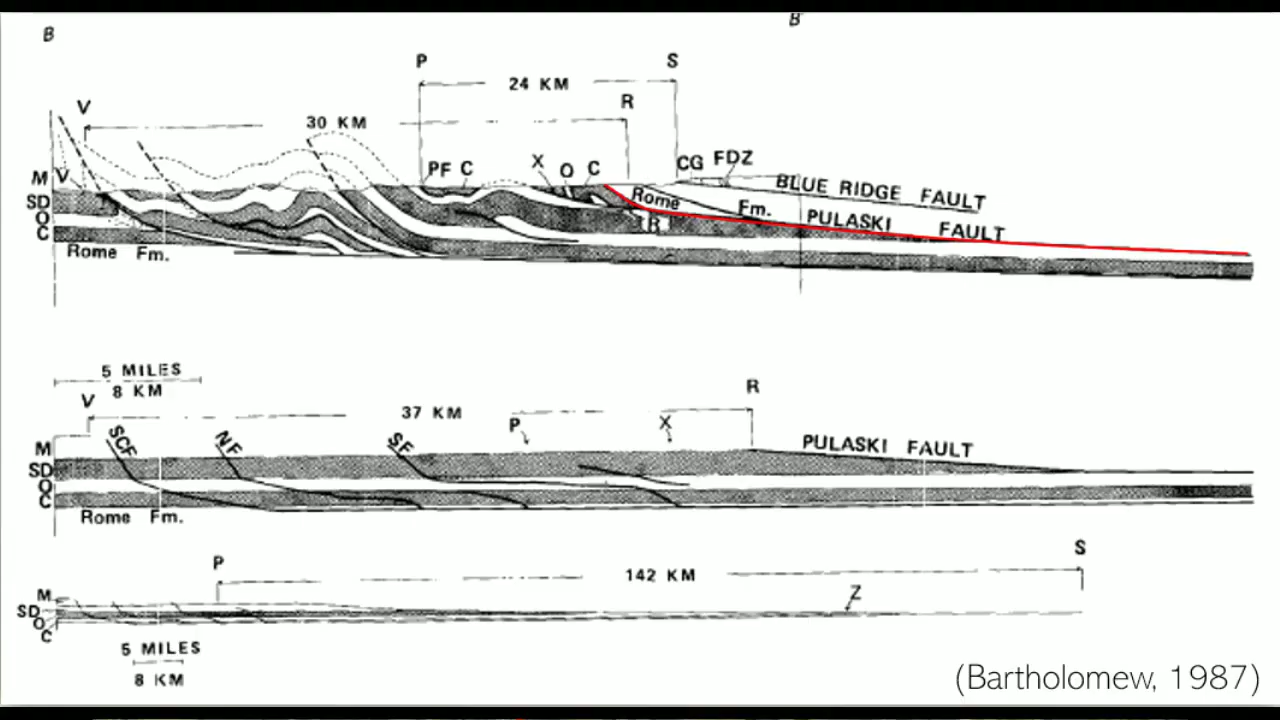 B B'
P S
24 KM
V R
30 KM
PF C X O C CG FDZ
M V BLUE RIDGE FAULT
SD Rome Fm. PULASKI FAULT
O R
C
Rome Fm.
5 MILES
8 KM
V 37 KM R
SCF NF SF P X
M PULASKI FAULT
SD
O
C
Rome Fm.
P S
142 KM
M Z
SD
O
C
5 MILES
8 KM
(Bartholomew, 1987)